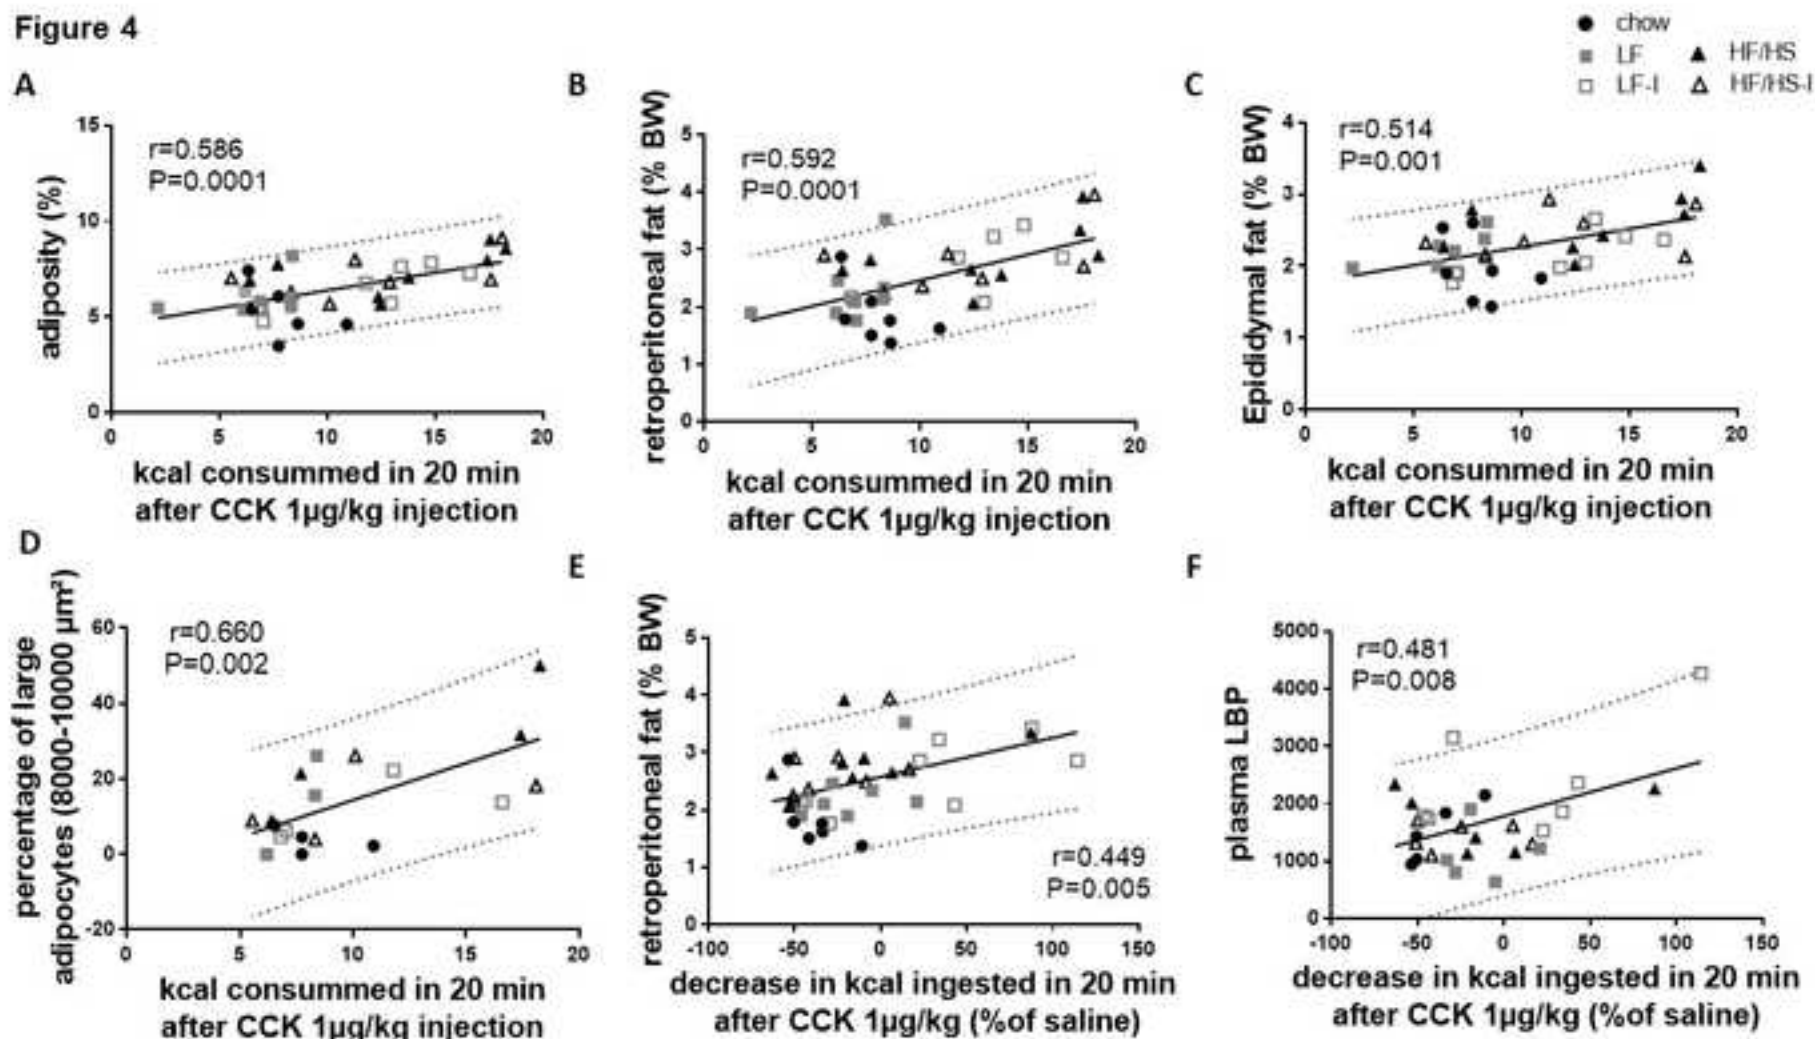 Figure 4
chow
LF
HF/HS
LF-I
HF/HS-I
A
adiposity (%)
15
10
5
0
r=0.586
P=0.0001
0 5 10 15 20
kcal consummed in 20 min
after CCK 1µg/kg injection
B
retroperitoneal fat (% BW)
5
4
3
2
1
0
r=0.592
P=0.0001
0 5 10 15 20
kcal consummed in 20 min
after CCK 1µg/kg injection
C
Epididymal fat (% BW)
4
3
2
1
0
r=0.514
P=0.001
0 5 10 15 20
kcal consummed in 20 min
after CCK 1µg/kg injection
D
percentage of large
adipocytes (8000-10000 µm²)
60
40
20
0
-20
r=0.660
P=0.002
0 5 10 15 20
kcal consummed in 20 min
after CCK 1µg/kg injection
E
retroperitoneal fat (% BW)
5
4
3
2
1
0
r=0.449
P=0.005
-100 -50 0 50 100 150
decrease in kcal ingested in 20 min
after CCK 1µg/kg (%of saline)
F
plasma LBP
5000
4000
3000
2000
1000
0
r=0.481
P=0.008
-100 -50 0 50 100 150
decrease in kcal ingested in 20 min
after CCK 1µg/kg (%of saline)